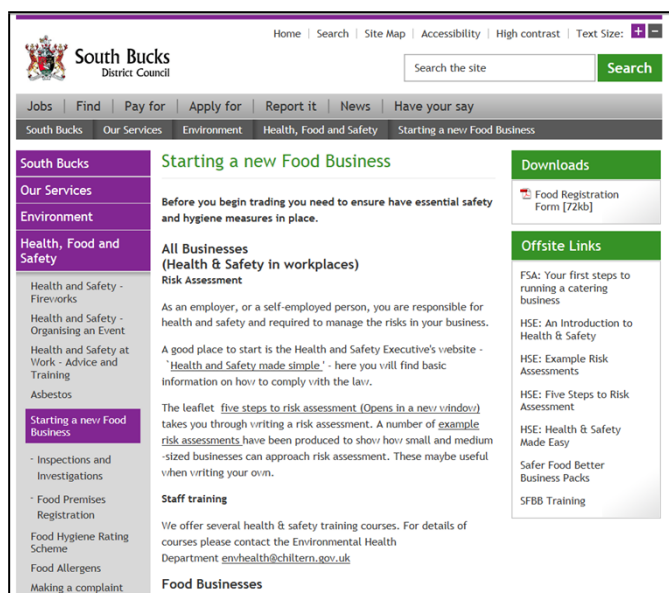 Home | Search | Site Map | Accessibility | High contrast | Text Size: + −
South Bucks
District Council
Search the site
Search
Jobs | Find | Pay for | Apply for | Report it | News | Have your say
South Bucks Our Services Environment Health, Food and Safety Starting a new Food Business
South Bucks
Our Services
Environment
Health, Food and
Safety
Health and Safety -
Fireworks
Health and Safety -
Organising an Event
Health and Safety at
Work - Advice and
Training
Asbestos
Starting a new Food
Business
- Inspections and
Investigations
- Food Premises
Registration
Food Hygiene Rating
Scheme
Food Allergens
Making a complaint
Starting a new Food Business
Before you begin trading you need to ensure have essential safety
and hygiene measures in place.
All Businesses
(Health & Safety in workplaces)
Risk Assessment
As an employer, or a self-employed person, you are responsible for
health and safety and required to manage the risks in your business.
A good place to start is the Health and Safety Executive's website -
`Health and Safety made simple ' - here you will find basic
information on how to comply with the law.
The leaflet five steps to risk assessment (Opens in a new window)
takes you through writing a risk assessment. A number of example
risk assessments have been produced to show how small and medium
-sized businesses can approach risk assessment. These maybe useful
when writing your own.
Staff training
We offer several health & safety training courses. For details of
courses please contact the Environmental Health
Department envhealth@chiltern.gov.uk
Food Businesses
Downloads
Food Registration
Form [72kb]
Offsite Links
FSA: Your first steps to
running a catering
business
HSE: An Introduction to
Health & Safety
HSE: Example Risk
Assessments
HSE: Five Steps to Risk
Assessment
HSE: Health & Safety
Made Easy
Safer Food Better
Business Packs
SFBB Training